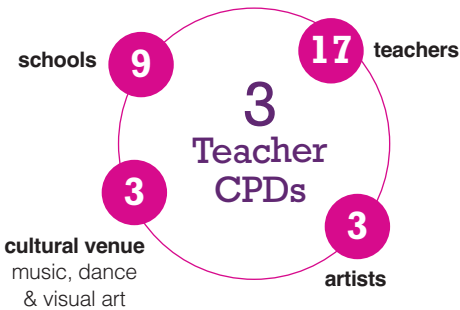 schools
9
17
teachers
3
Teacher
CPDs
3
cultural venue
music, dance
& visual art
3
artists